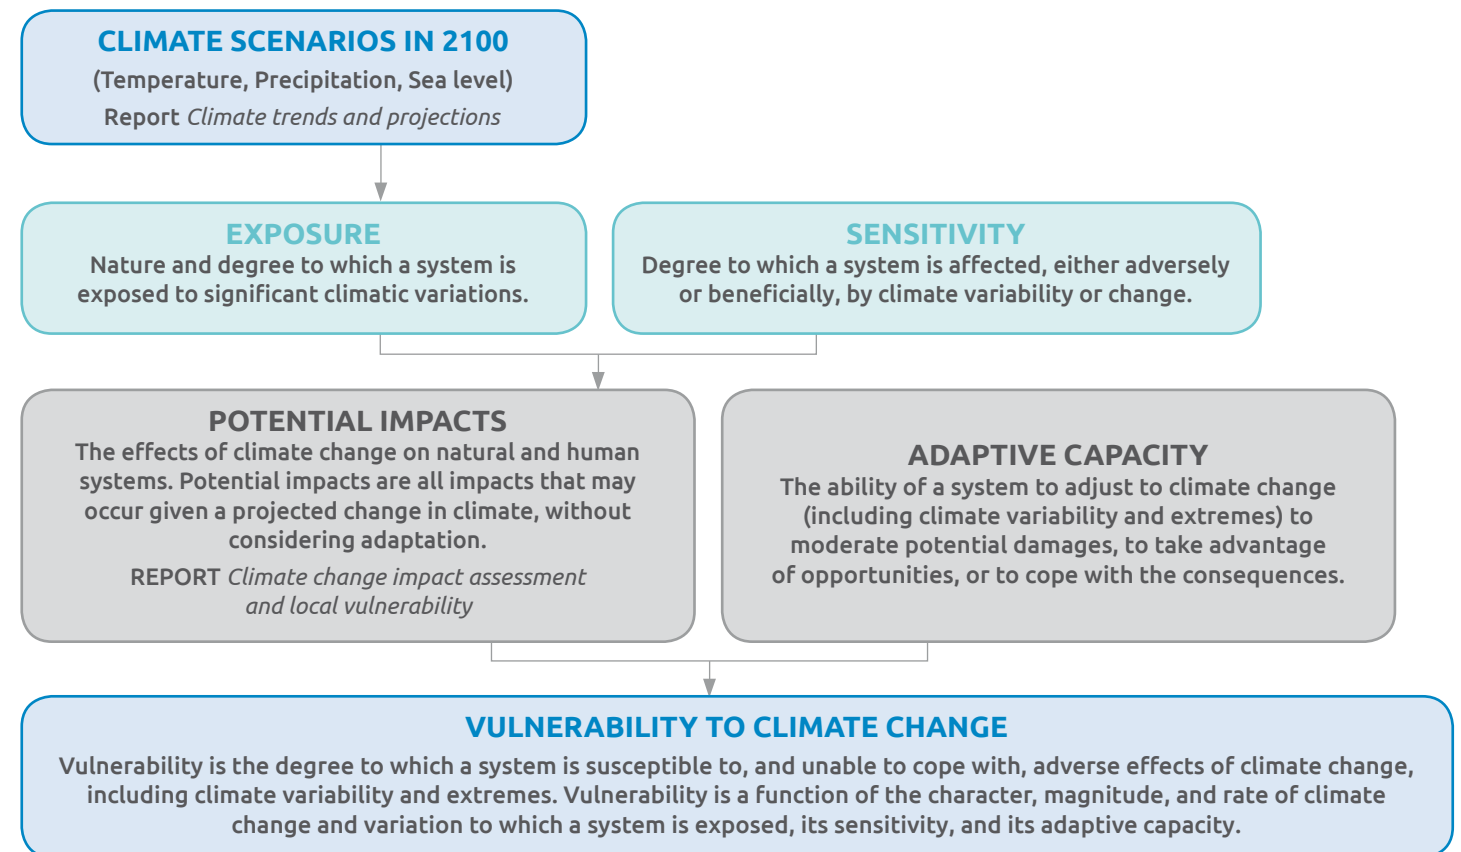 CLIMATE SCENARIOS IN 2100
(Temperature, Precipitation, Sea level)
Report Climate trends and projections
EXPOSURE
Nature and degree to which a system is
exposed to significant climatic variations.
SENSITIVITY
Degree to which a system is affected, either adversely
or beneficially, by climate variability or change.
POTENTIAL IMPACTS
The effects of climate change on natural and human
systems. Potential impacts are all impacts that may
occur given a projected change in climate, without
considering adaptation.
REPORT Climate change impact assessment
and local vulnerability
ADAPTIVE CAPACITY
The ability of a system to adjust to climate change
(including climate variability and extremes) to
moderate potential damages, to take advantage
of opportunities, or to cope with the consequences.
VULNERABILITY TO CLIMATE CHANGE
Vulnerability is the degree to which a system is susceptible to, and unable to cope with, adverse effects of climate change,
including climate variability and extremes. Vulnerability is a function of the character, magnitude, and rate of climate
change and variation to which a system is exposed, its sensitivity, and its adaptive capacity.